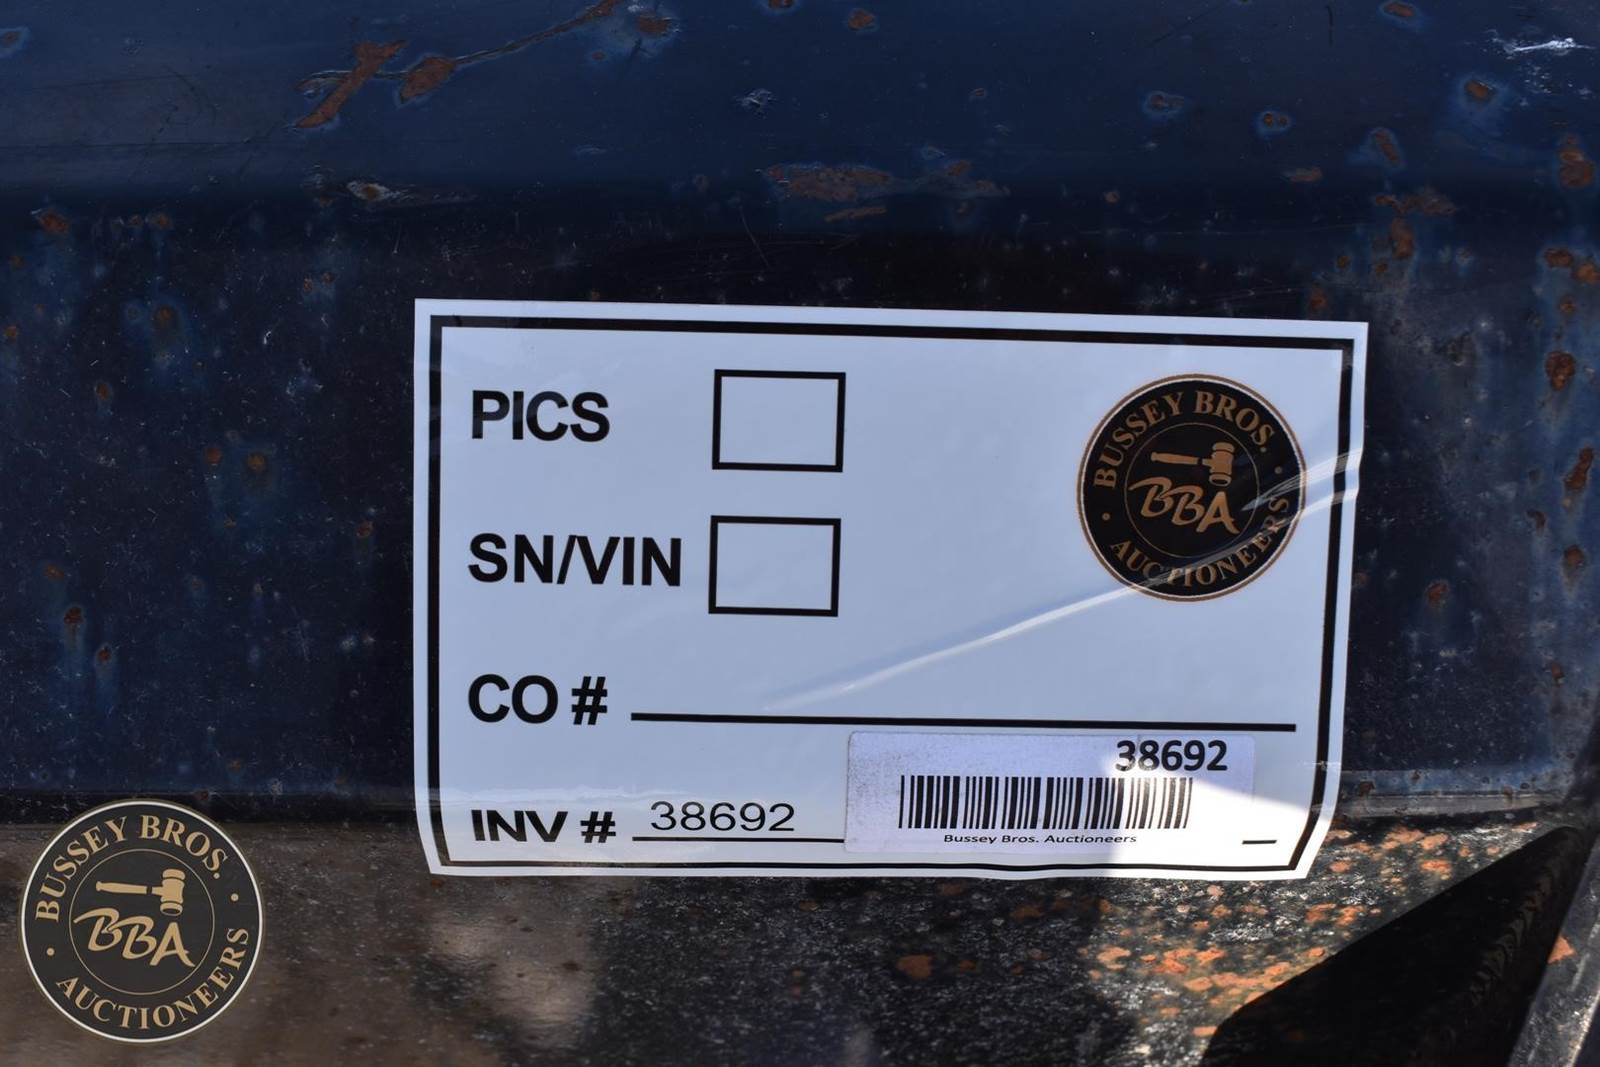 PICS
BUSSEY BROS.
BBA
AUCTIONEERS
SN/VIN
CO #
38692
INV # 38692
Bussey Bros. Auctioneers
BUSSEY BROS.
BBA
AUCTIONEERS